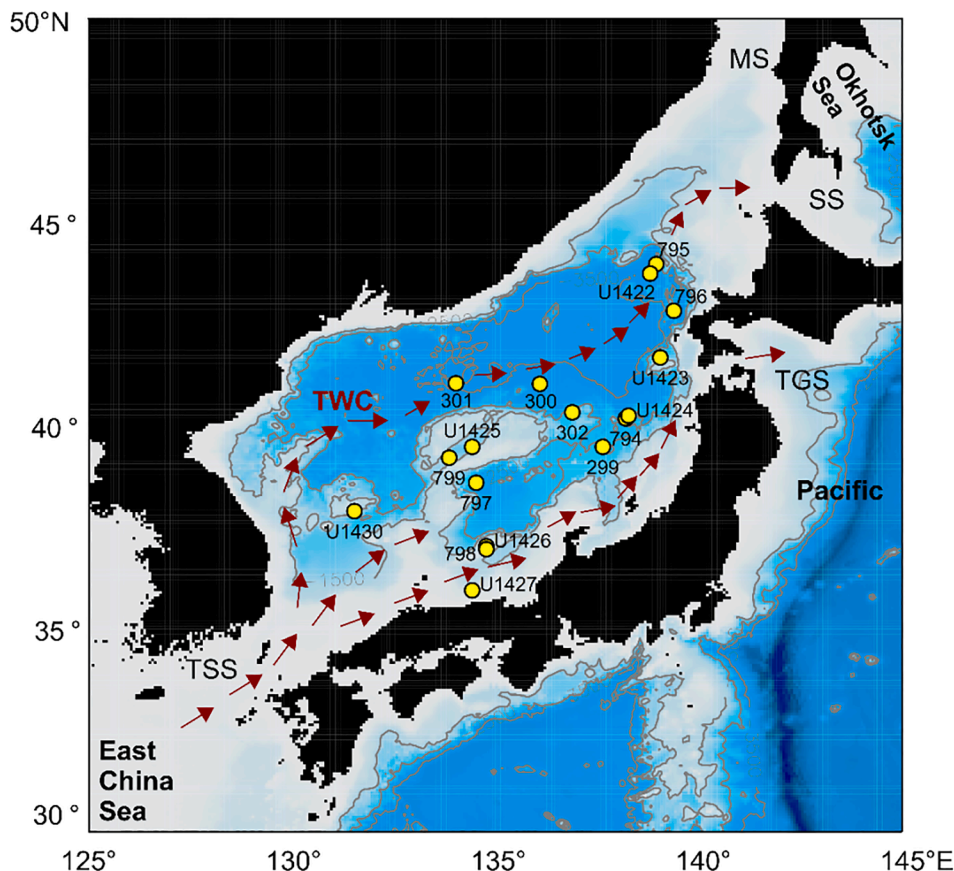 50°N
MS
Okhotsk
Sea
SS
45 °
795
U1422
796
U1423
TGS
TWC
301
300
U1424
302
794
40 °
U1425
299
799
797
Pacific
U1430
U1426
798
1500
U1427
35 °
TSS
East
China
Sea
30 °
125°
130°
135°
140°
145°E